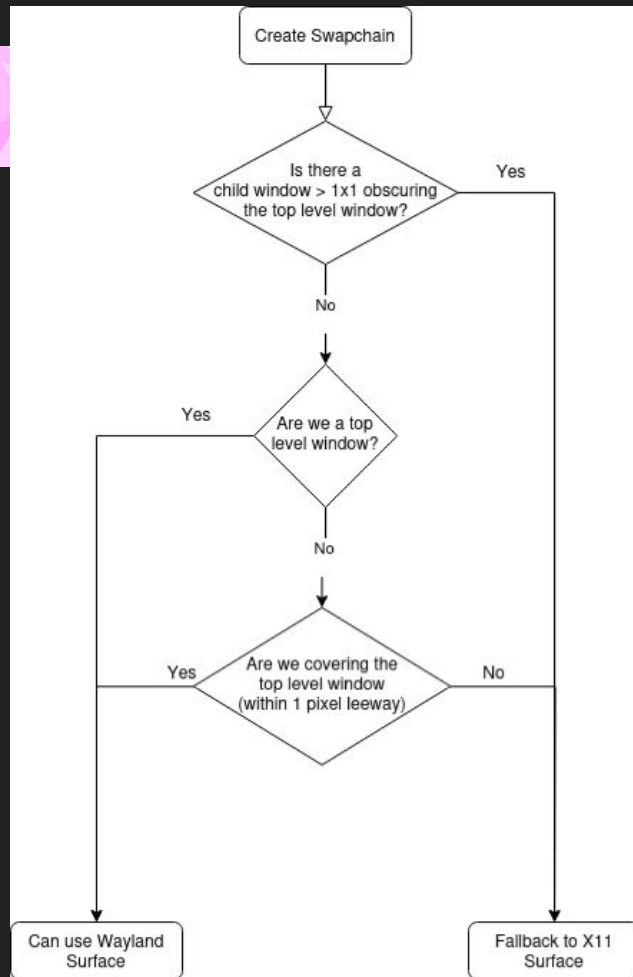 Create Swapchain
Is there a
child window > 1x1 obscuring
the top level window?
Yes
No
Are we a top
level window?
Yes
No
Are we covering the
top level window
(within 1 pixel leeway)
Yes
No
Can use Wayland
Surface
Fallback to X11
Surface